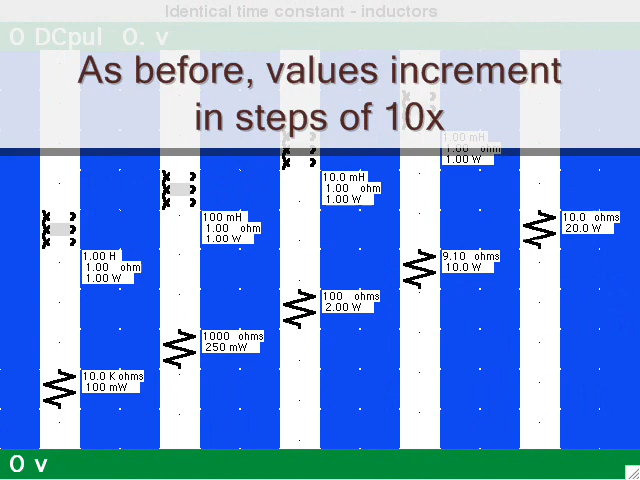 Identical time constant - inductors
0 DCpul 0. v
As before, values increment
in steps of 10x
1.00 mH
1.00 ohm
1.00 W
10.0 mH
1.00 ohm
1.00 W
100 mH
1.00 ohm
1.00 W
10.0 ohms
20.0 W
1.00 H
1.00 ohm
1.00 W
9.10 ohms
10.0 W
100 ohms
2.00 W
1000 ohms
250 mW
10.0 K ohms
100 mW
0 v